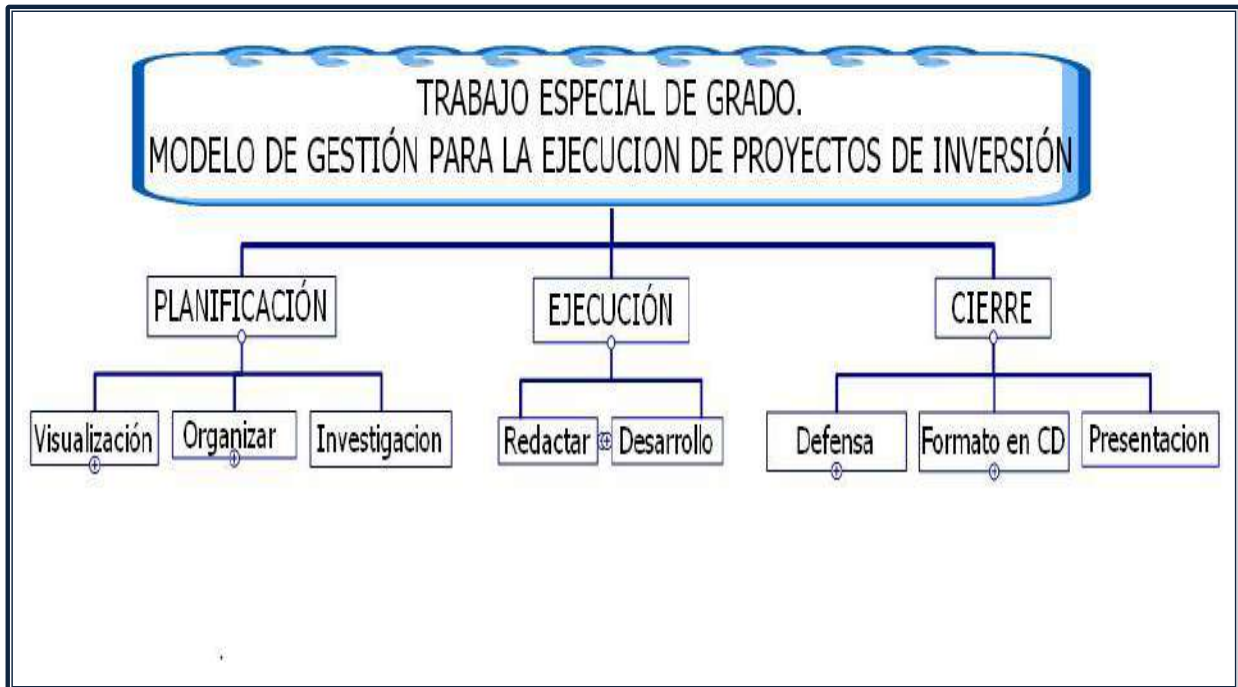 TRABAJO ESPECIAL DE GRADO.
MODELO DE GESTIÓN PARA LA EJECUCION DE PROYECTOS DE INVERSIÓN
PLANIFICACIÓN
EJECUCIÓN
CIERRE
Visualización
Organizar
Investigacion
Redactar
Desarrollo
Defensa
Formato en CD
Presentacion